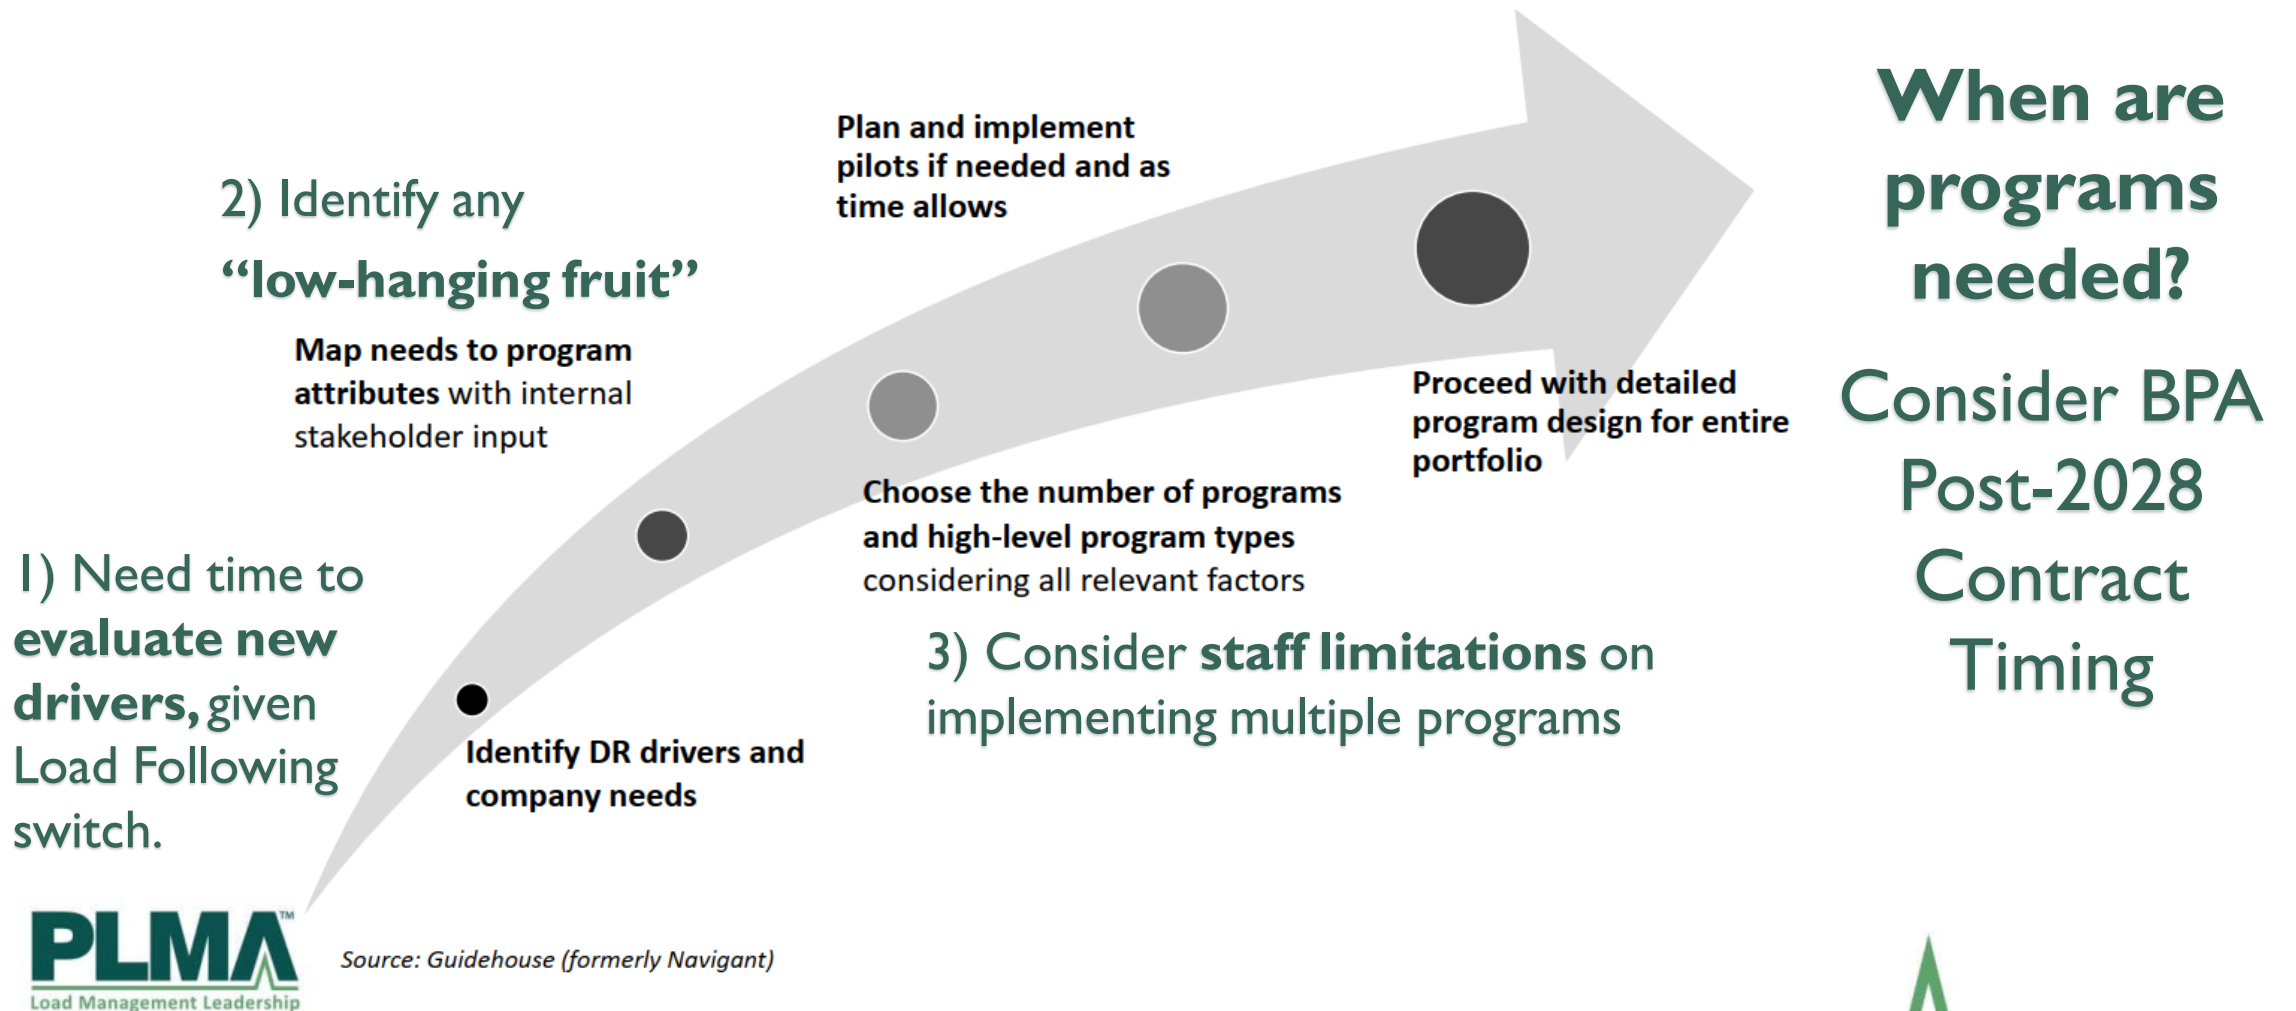 When are
programs
needed?
Consider BPA
Post-2028
Contract
Timing
Plan and implement
pilots if needed and as
time allows
2) Identify any
“low-hanging fruit”
Map needs to program
attributes with internal
stakeholder input
Proceed with detailed
program design for entire
portfolio
Choose the number of programs
and high-level program types
considering all relevant factors
1) Need time to
evaluate new
drivers, given
Load Following
switch.
3) Consider staff limitations on
implementing multiple programs
Identify DR drivers and
company needs
PLMA™
Load Management Leadership
Source: Guidehouse (formerly Navigant)